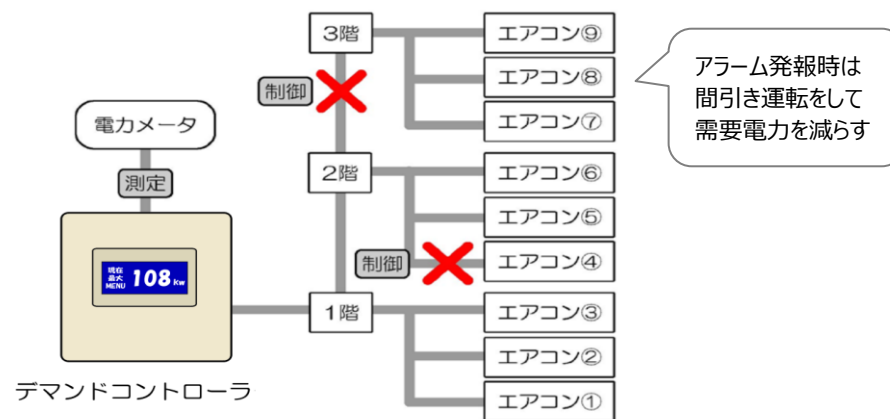 3階
エアコン⑨
エアコン⑧
エアコン⑦
制御
アラーム発報時は
間引き運転をして
需要電力を減らす
電力メータ
測定
2階
エアコン⑥
エアコン⑤
エアコン④
制御
現在
最大
MENU
108kw
1階
エアコン③
エアコン②
エアコン①
デマンドコントローラ